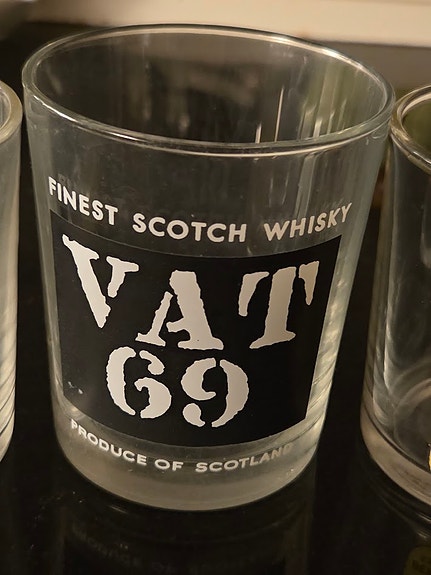 FINEST SCOTCH WHISKY
VAT
69
PRODUCE OF SCOTLAND